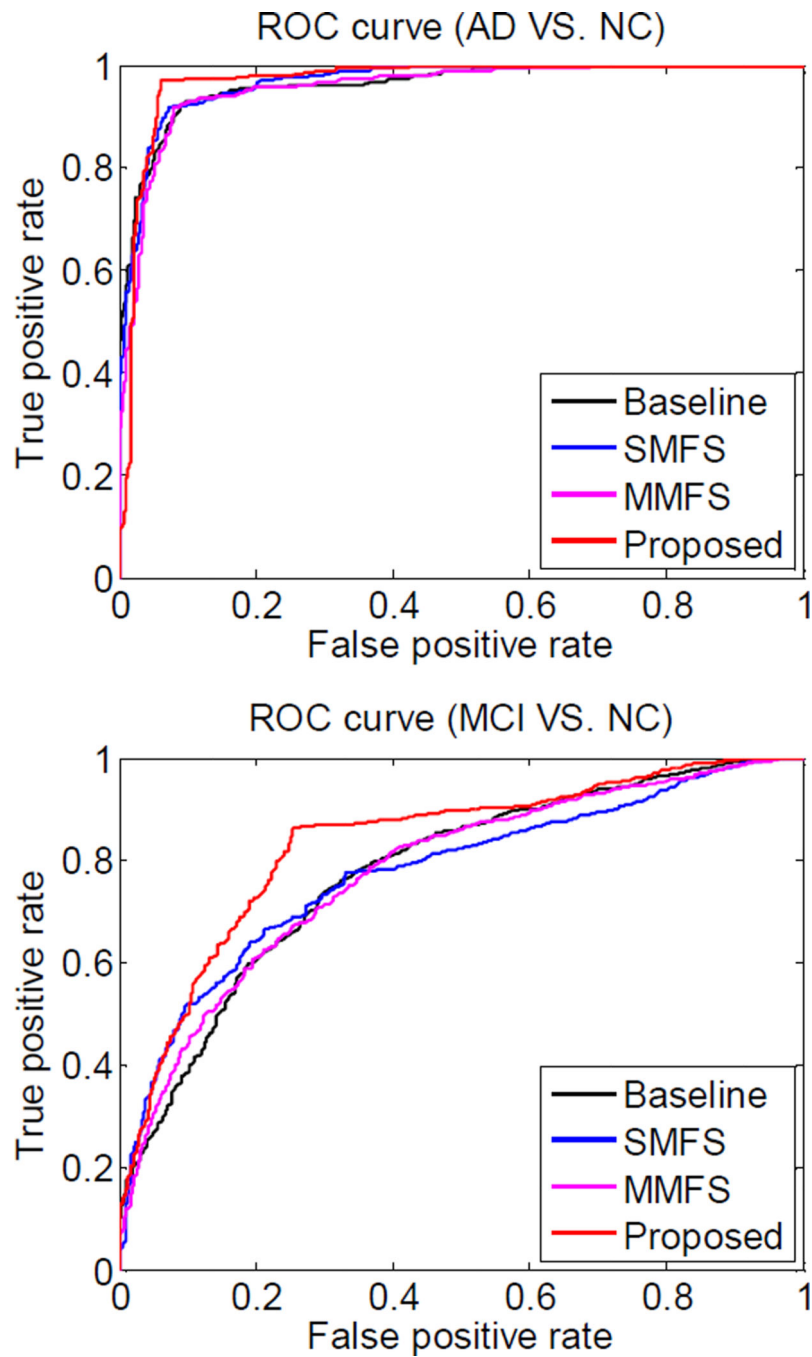 ROC curve (AD VS. NC)
True positive rate
1
0.8
0.6
0.4
0.2
0
Baseline
SMFS
MMFS
Proposed
0 0.2 0.4 0.6 0.8 1
False positive rate
ROC curve (MCI VS. NC)
True positive rate
1
0.8
0.6
0.4
0.2
0
Baseline
SMFS
MMFS
Proposed
0 0.2 0.4 0.6 0.8 1
False positive rate